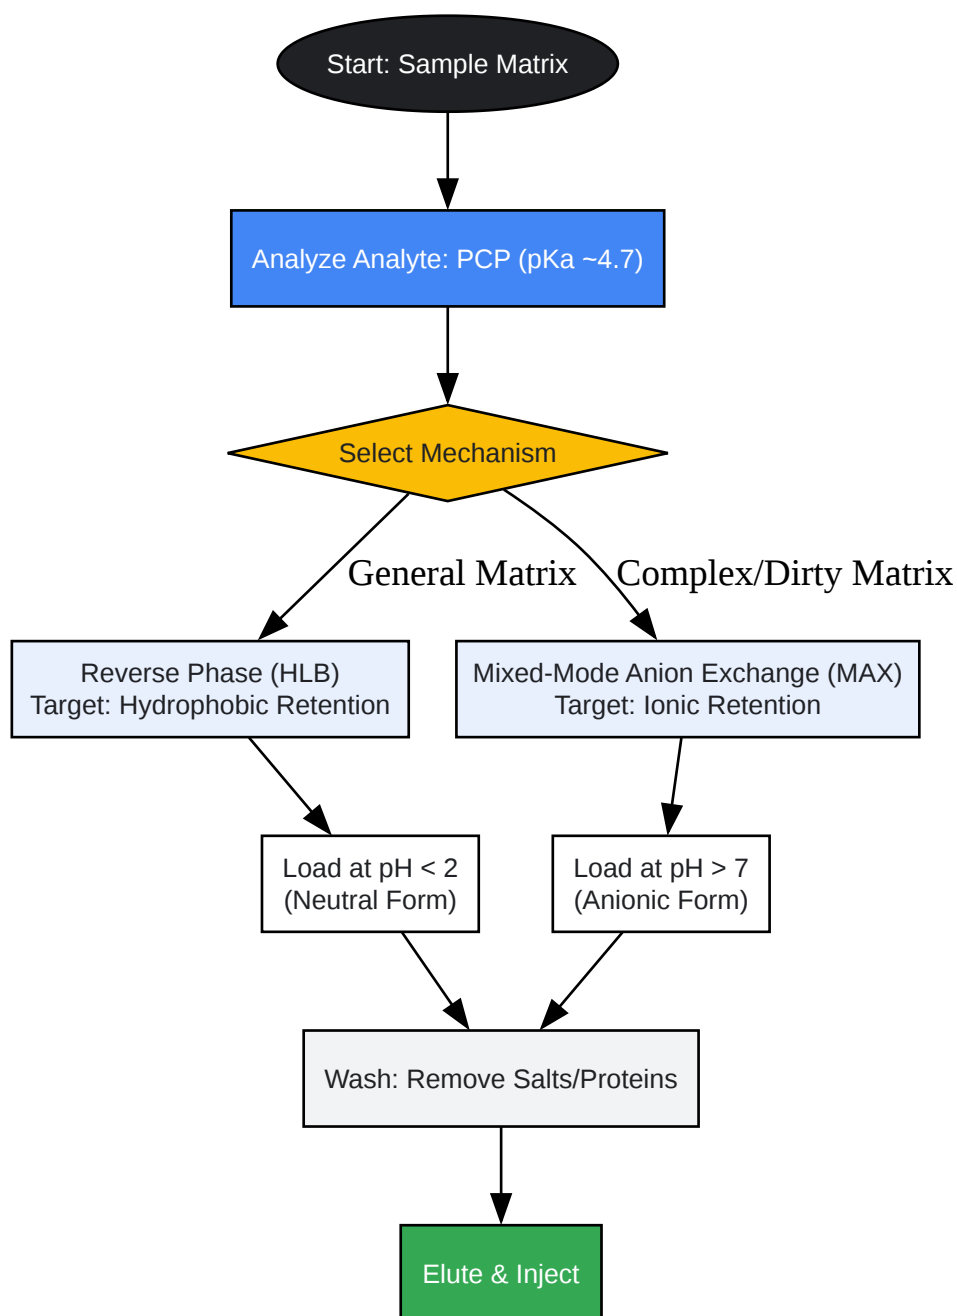 Start: Sample Matrix
Analyze Analyte: PCP (pKa ~4.7)
Select Mechanism
General Matrix
Complex/Dirty Matrix
Reverse Phase (HLB)
Target: Hydrophobic Retention
Mixed-Mode Anion Exchange (MAX)
Target: Ionic Retention
Load at pH < 2
(Neutral Form)
Load at pH > 7
(Anionic Form)
Wash: Remove Salts/Proteins
Elute & Inject